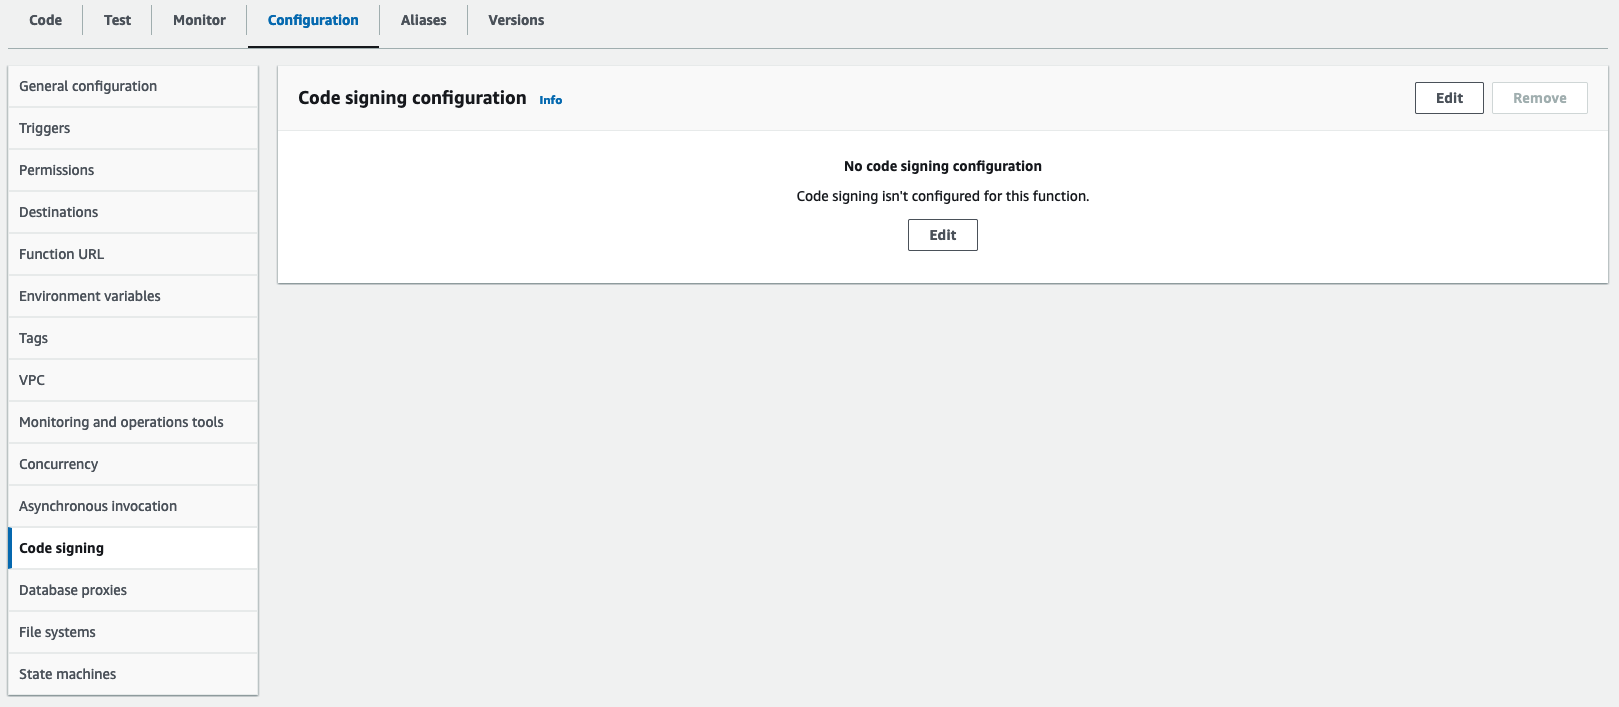 Code
Test
Monitor
Configuration
Aliases
Versions
General configuration
Triggers
Permissions
Destinations
Function URL
Environment variables
Tags
VPC
Monitoring and operations tools
Concurrency
Asynchronous invocation
Code signing
Database proxies
File systems
State machines
Code signing configuration Info
Edit
Remove
No code signing configuration
Code signing isn't configured for this function.
Edit